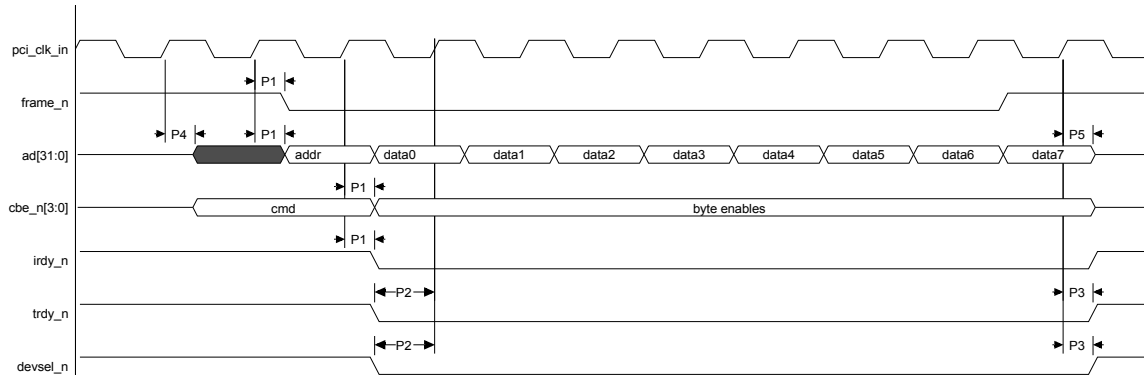 pci_clk_in
P1
frame_n
P4 P1 P5
ad[31:0] addr data0 data1 data2 data3 data4 data5 data6 data7
P1
cbe_n[3:0] cmd byte enables
P1
irdy_n
P2 P3
trdy_n
P2 P3
devsel_n